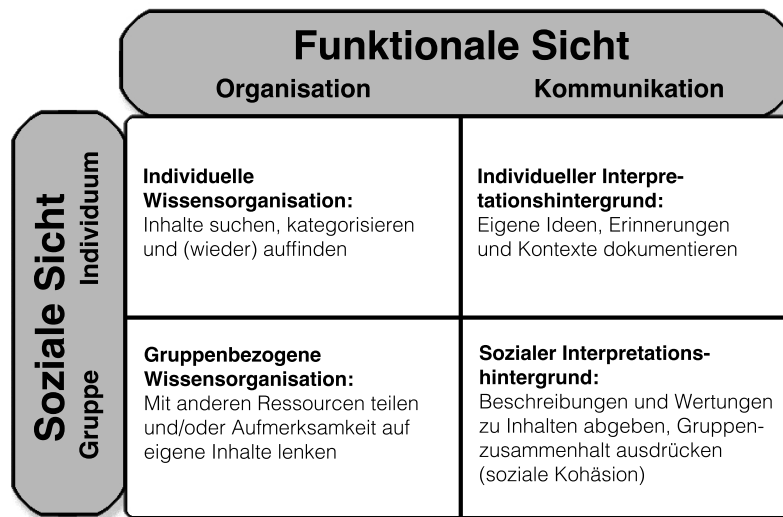 Funktionale Sicht
Organisation
Kommunikation
Soziale Sicht
Individuum
Gruppe
Individuelle
Wissensorganisation:
Inhalte suchen, kategorisieren
und (wieder) auffinden
Individueller Interpre-
tationshintergrund:
Eigene Ideen, Erinnerungen
und Kontexte dokumentieren
Gruppenbezogene
Wissensorganisation:
Mit anderen Ressourcen teilen
und/oder Aufmerksamkeit auf
eigene Inhalte lenken
Sozialer Interpretations-
hintergrund:
Beschreibungen und Wertungen
zu Inhalten abgeben, Gruppen-
zusammenhalt ausdrücken
(soziale Kohäsion)